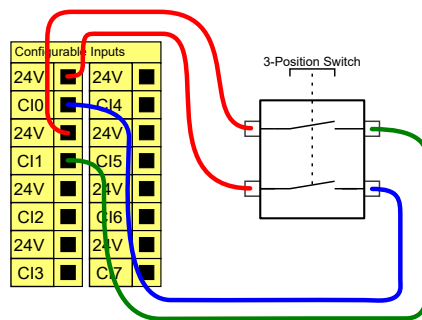 Configurable Inputs
3-Position Switch
24V 24V
CI0 CI4
24V 24V
CI1 CI5
24V 24V
CI2 CI6
24V 24V
CI3 CI7